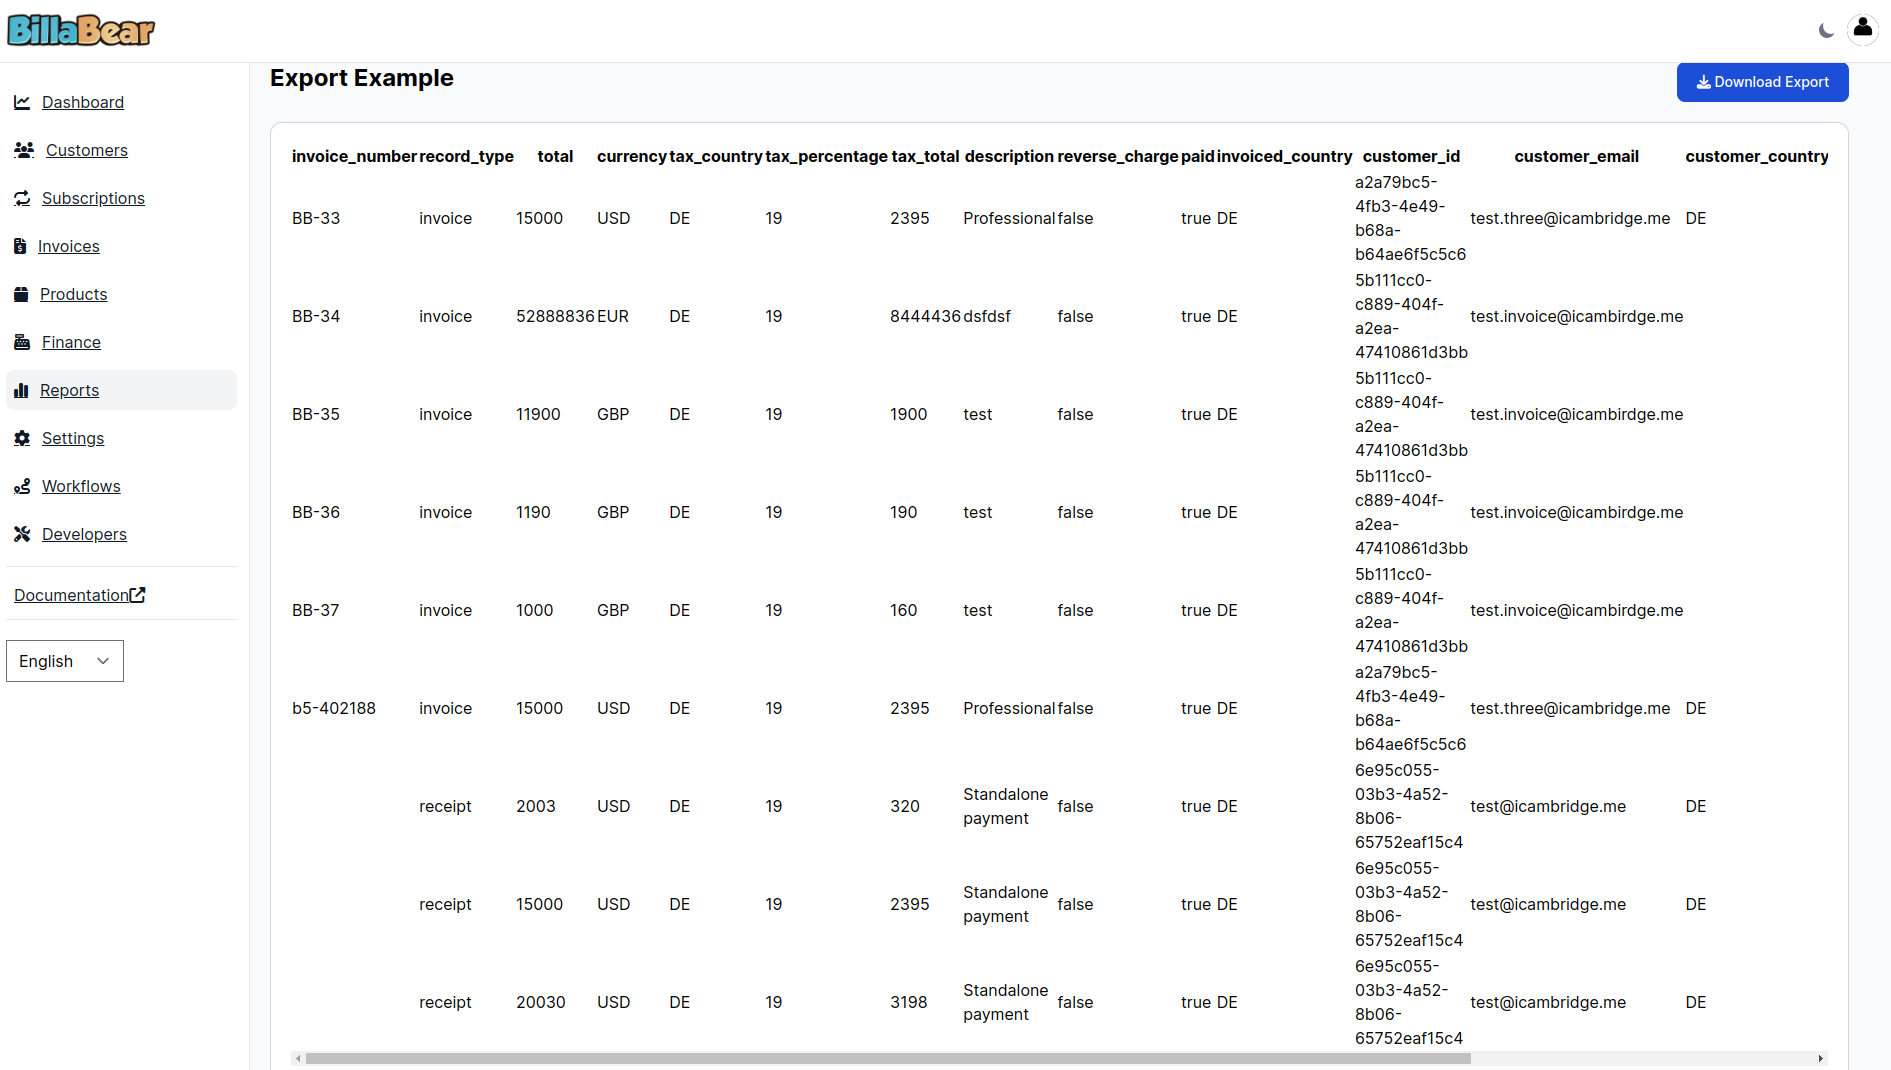 BillaBear
Dashboard
Customers
Subscriptions
Invoices
Products
Finance
Reports
Settings
Workflows
Developers
Documentation
English
Export Example
Download Export
invoice_number record_type total currency tax_country tax_percentage tax_total description reverse_charge paid invoiced_country customer_id customer_email customer_country
BB-33 invoice 15000 USD DE 19 2395 Professional false true DE a2a79bc5-
4fb3-4e49-
b68a-
b64ae6f5c5c6 test.three@icambridge.me DE
BB-34 invoice 52888836 EUR DE 19 8444436 dsfdsf false true DE 5b111cc0-
c889-404f-
a2ea-
47410861d3bb test.invoice@icambirdge.me
BB-35 invoice 11900 GBP DE 19 1900 test false true DE 5b111cc0-
c889-404f-
a2ea-
47410861d3bb test.invoice@icambirdge.me
BB-36 invoice 1190 GBP DE 19 190 test false true DE 5b111cc0-
c889-404f-
a2ea-
47410861d3bb test.invoice@icambirdge.me
BB-37 invoice 1000 GBP DE 19 160 test false true DE 5b111cc0-
c889-404f-
a2ea-
47410861d3bb test.invoice@icambirdge.me
b5-402188 invoice 15000 USD DE 19 2395 Professional false true DE a2a79bc5-
4fb3-4e49-
b68a-
b64ae6f5c5c6 test.three@icambridge.me DE
receipt 2003 USD DE 19 320 Standalone
payment false true DE 6e95c055-
03b3-4a52-
8b06-
65752eaf15c4 test@icambridge.me DE
receipt 15000 USD DE 19 2395 Standalone
payment false true DE 6e95c055-
03b3-4a52-
8b06-
65752eaf15c4 test@icambridge.me DE
receipt 20030 USD DE 19 3198 Standalone
payment false true DE 6e95c055-
03b3-4a52-
8b06-
65752eaf15c4 test@icambridge.me DE